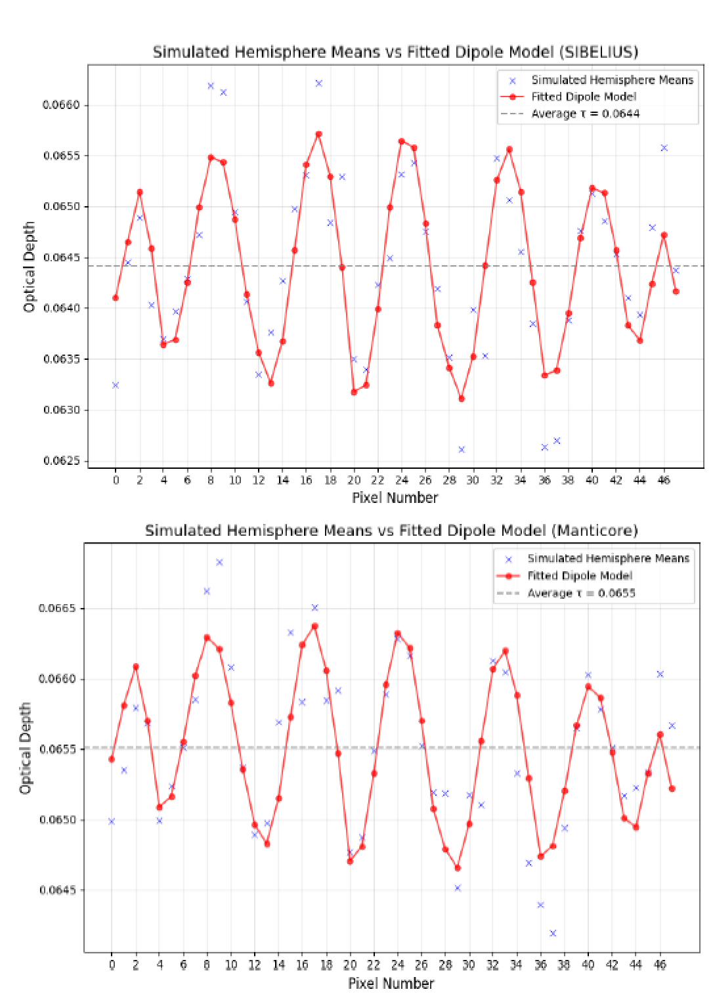 Simulated Hemisphere Means vs Fitted Dipole Model (SIBELIUS)
Simulated Hemisphere Means
Fitted Dipole Model
Average τ = 0.0644
0.0660
0.0655
0.0650
0.0645
0.0640
0.0635
0.0630
0.0625
Optical Depth
0 2 4 6 8 10 12 14 16 18 20 22 24 26 28 30 32 34 36 38 40 42 44 46
Pixel Number
Simulated Hemisphere Means vs Fitted Dipole Model (Manticore)
Simulated Hemisphere Means
Fitted Dipole Model
Average τ = 0.0655
0.0665
0.0660
0.0655
0.0650
0.0645
Optical Depth
0 2 4 6 8 10 12 14 16 18 20 22 24 26 28 30 32 34 36 38 40 42 44 46
Pixel Number